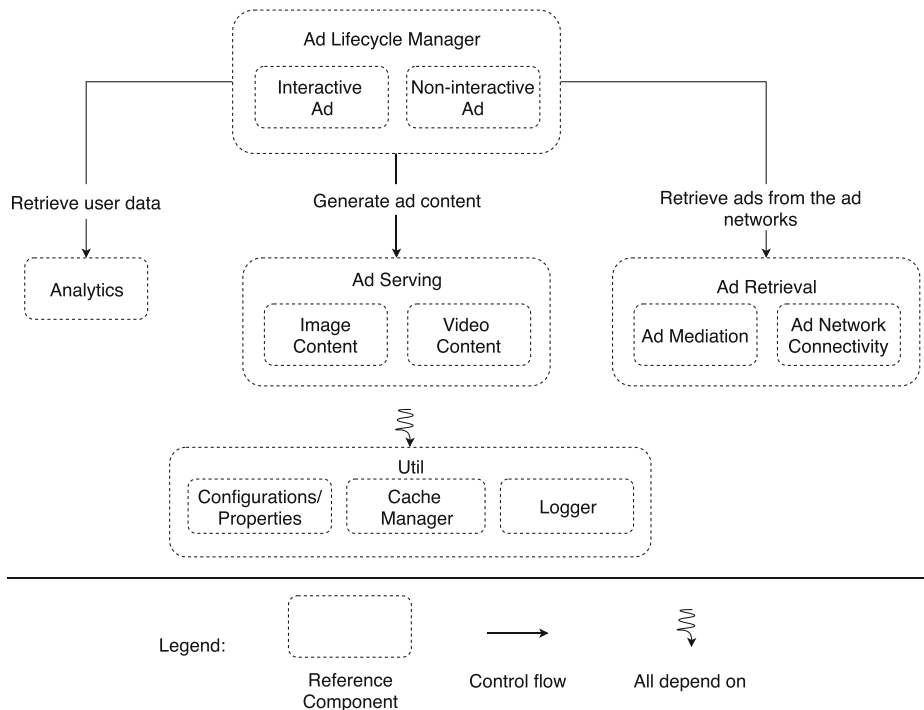 Ad Lifecycle Manager
Interactive
Ad
Non-interactive
Ad
Retrieve user data
Generate ad content
Retrieve ads from the ad
networks
Analytics
Ad Serving
Image
Content
Video
Content
Ad Retrieval
Ad Mediation
Ad Network
Connectivity
Util
Configurations/
Properties
Cache
Manager
Logger
Legend:
Reference
Component
Control flow
All depend on